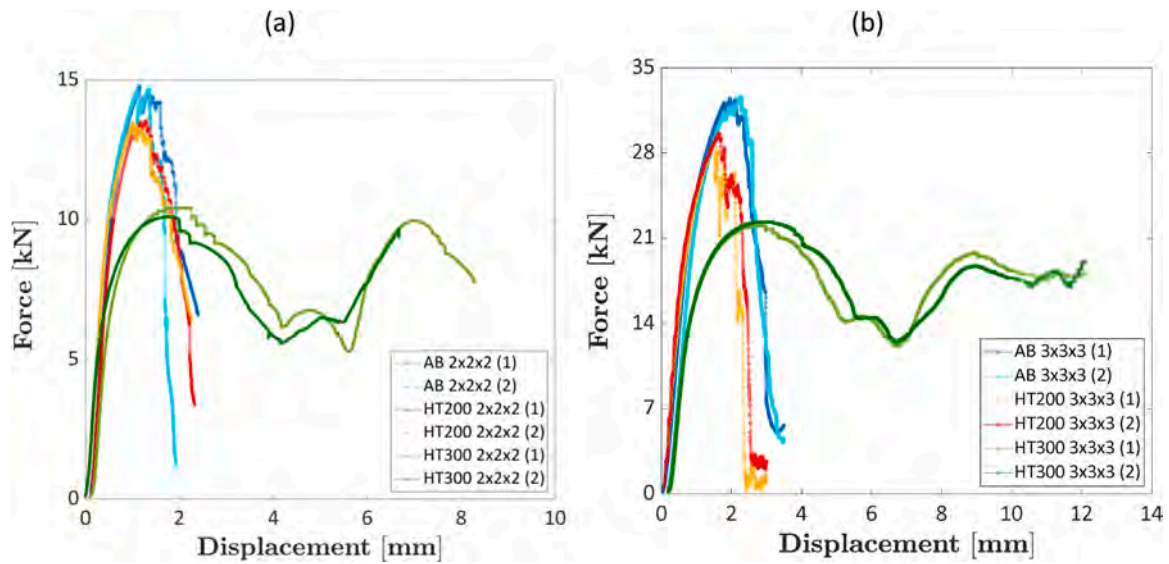 (a)
(b)
15
10
5
0
Force [kN]
0 2 4 6 8 10
Displacement [mm]
AB 2x2x2 (1)
AB 2x2x2 (2)
HT200 2x2x2 (1)
HT200 2x2x2 (2)
HT300 2x2x2 (1)
HT300 2x2x2 (2)
35
28
21
14
7
0
Force [kN]
0 2 4 6 8 10 12 14
Displacement [mm]
AB 3x3x3 (1)
AB 3x3x3 (2)
HT200 3x3x3 (1)
HT200 3x3x3 (2)
HT300 3x3x3 (1)
HT300 3x3x3 (2)